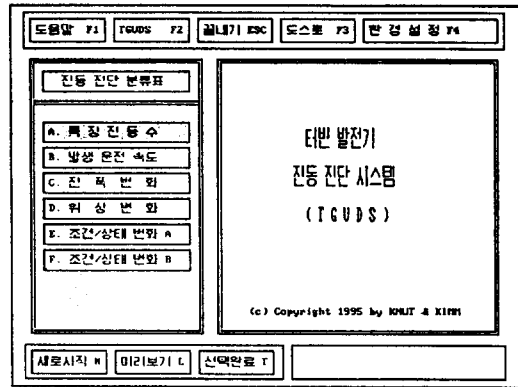 도움말 F1 TGUDS F2 끝내기 ESC 도스로 F3 환 경 설 정 F4
진동 진단 분류표
A. 특 징 진 동 수
B. 발생 운전 속도
C. 진 폭 변 화
D. 위 상 변 화
E. 조건/상태 변화 A
F. 조건/상태 변화 B
터빈 발전기
진동 진단 시스템
( T G U D S )
(c) Copyright 1995 by KMUT & KIMM
새로시작 N 미리보기 L 선택완료 T